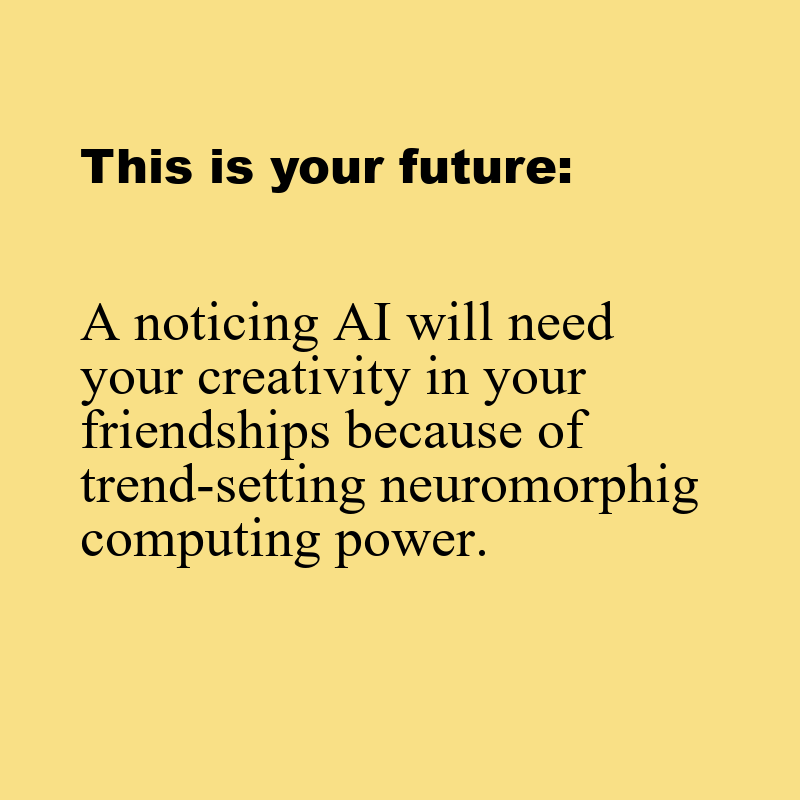 This is your future:
A noticing AI will need
your creativity in your
friendships because of
trend-setting neuromorphig
computing power.